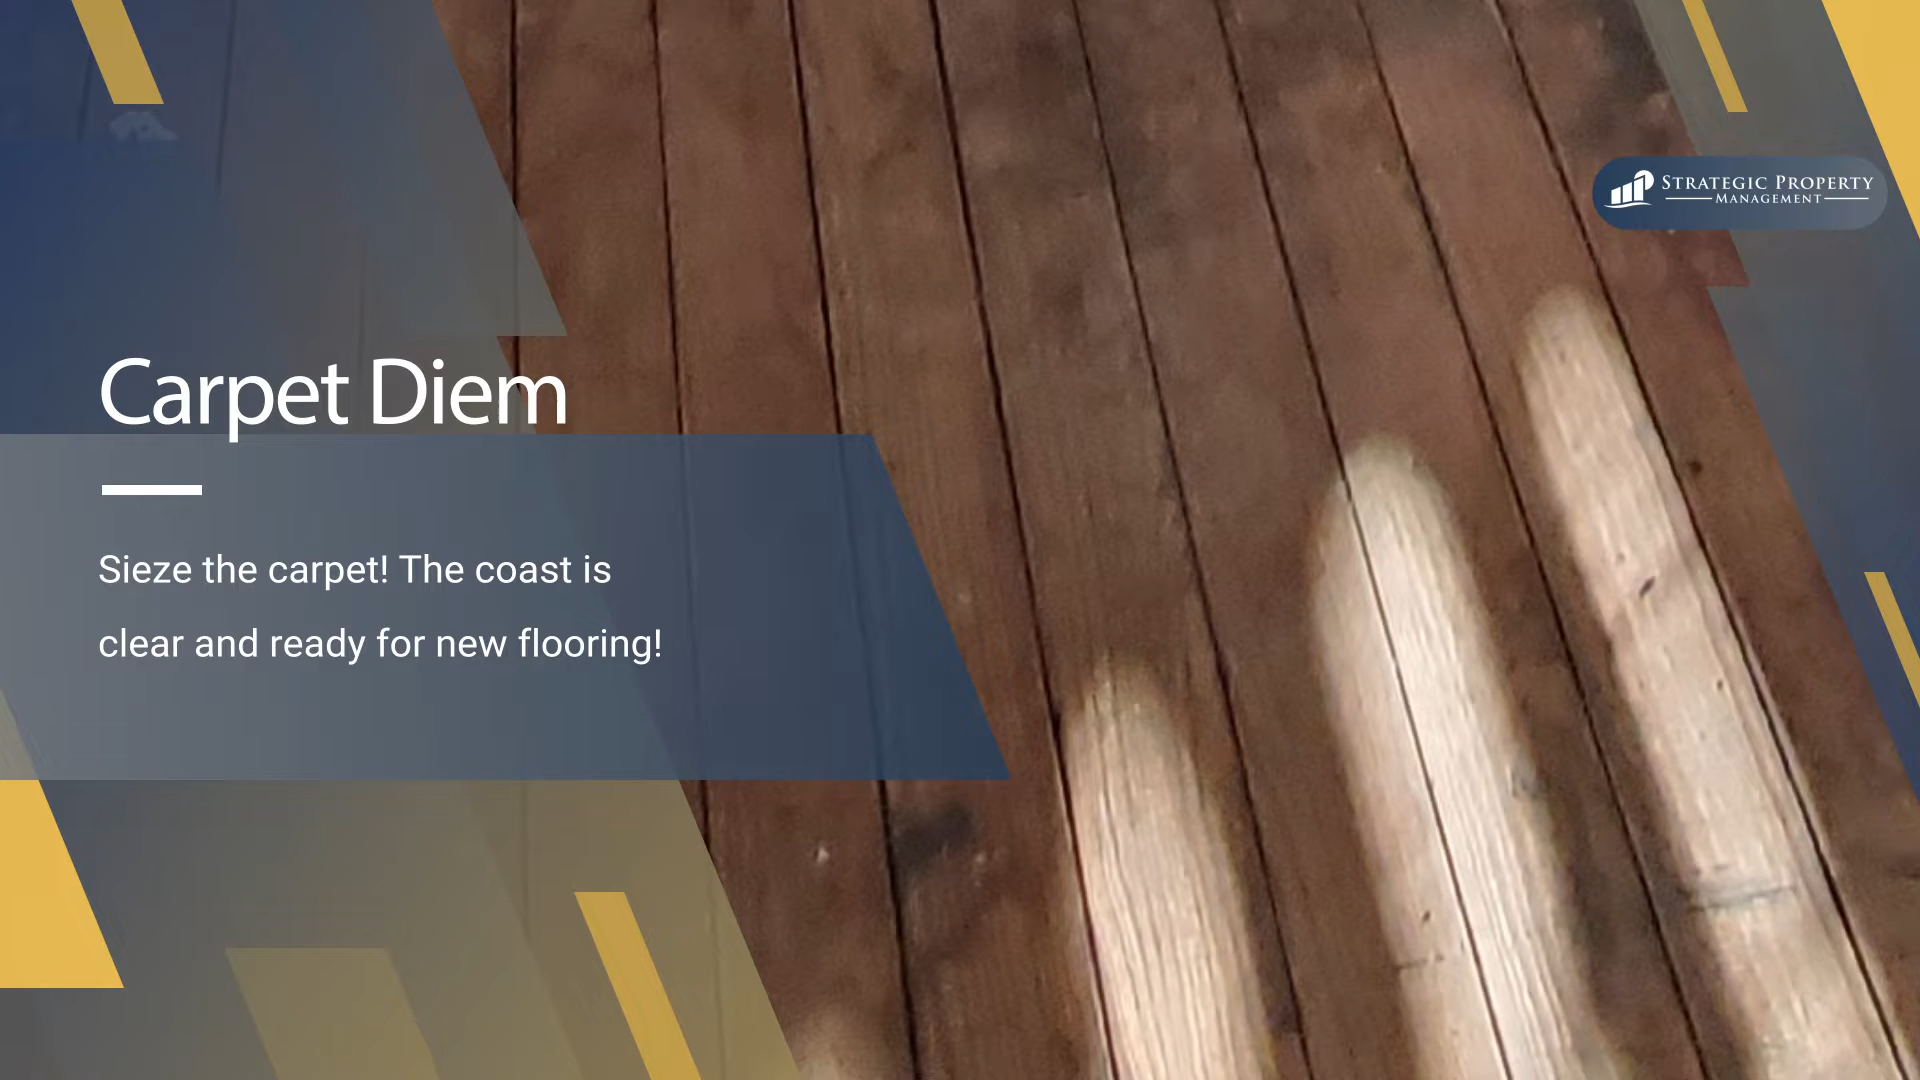 STRATEGIC PROPERTY
MANAGEMENT
Carpet Diem
Sieze the carpet! The coast is
clear and ready for new flooring!